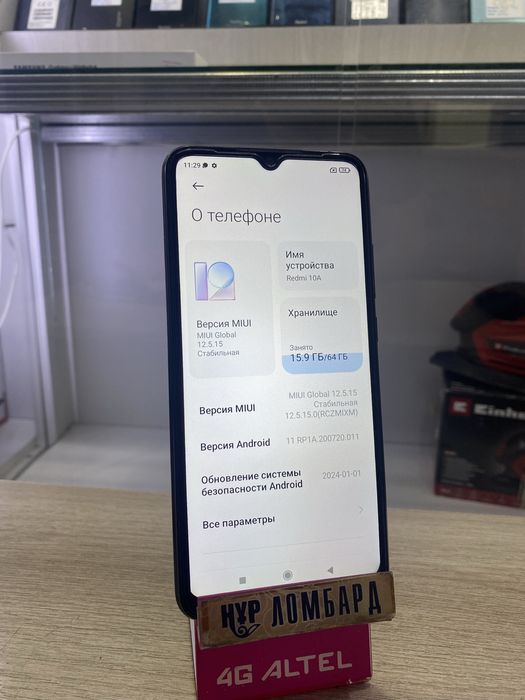 11:29
О телефоне
Версия MIUI
MIUI Global
12.5.15
Стабильная
Имя
устройства
Redmi 10A
Хранилище
Занято
15.9 ГБ/64 ГБ
Версия MIUI
MIUI Global 12.5.15
Стабильная
12.5.15.0(RCZMIXM)
Версия Android
11 RP1A.200720.011
Обновление системы
безопасности Android
2024-01-01
Все параметры
Einhell
НҰР ЛОМБАРД
4G ALTEL